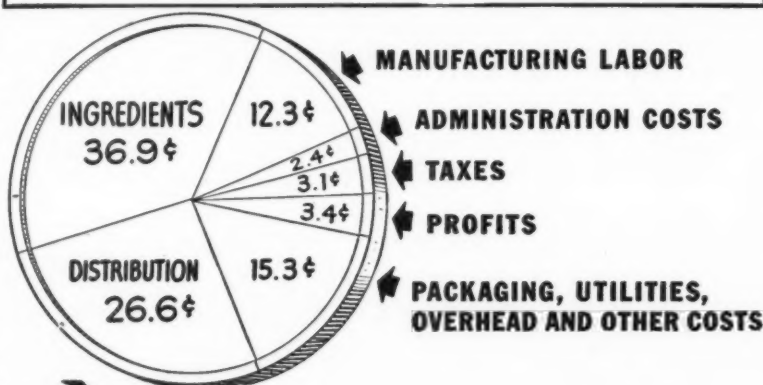 INGREDIENTS
36.9¢
12.3¢
MANUFACTURING LABOR
2.4¢
ADMINISTRATION COSTS
3.1¢
TAXES
3.4¢
PROFITS
DISTRIBUTION
26.6¢
15.3¢
PACKAGING, UTILITIES,
OVERHEAD AND OTHER COSTS